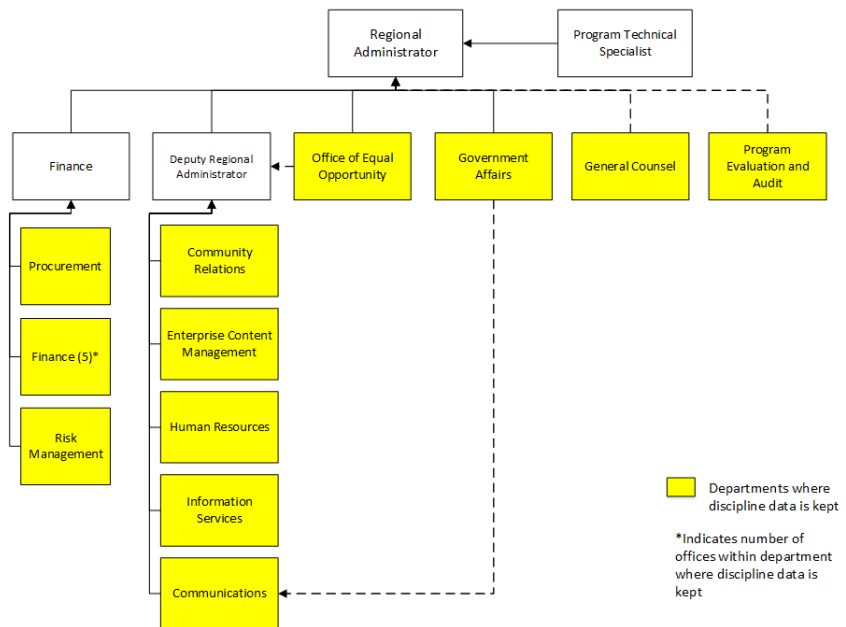 Regional
Administrator
Program Technical
Specialist
Finance
Deputy Regional
Administrator
Office of Equal
Opportunity
Government
Affairs
General Counsel
Program
Evaluation and
Audit
Procurement
Finance (5)*
Risk
Management
Community
Relations
Enterprise Content
Management
Human Resources
Information
Services
Communications
Departments where
discipline data is kept
*Indicates number of
offices within department
where discipline data is
kept